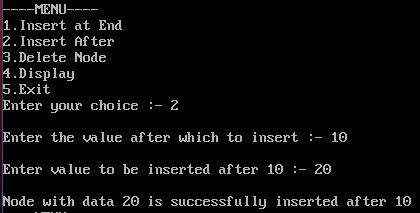 ----MENU----
1.Insert at End
2.Insert After
3.Delete Node
4.Display
5.Exit
Enter your choice :- 2
Enter the value after which to insert :- 10
Enter value to be inserted after 10 :- 20
Node with data 20 is successfully inserted after 10